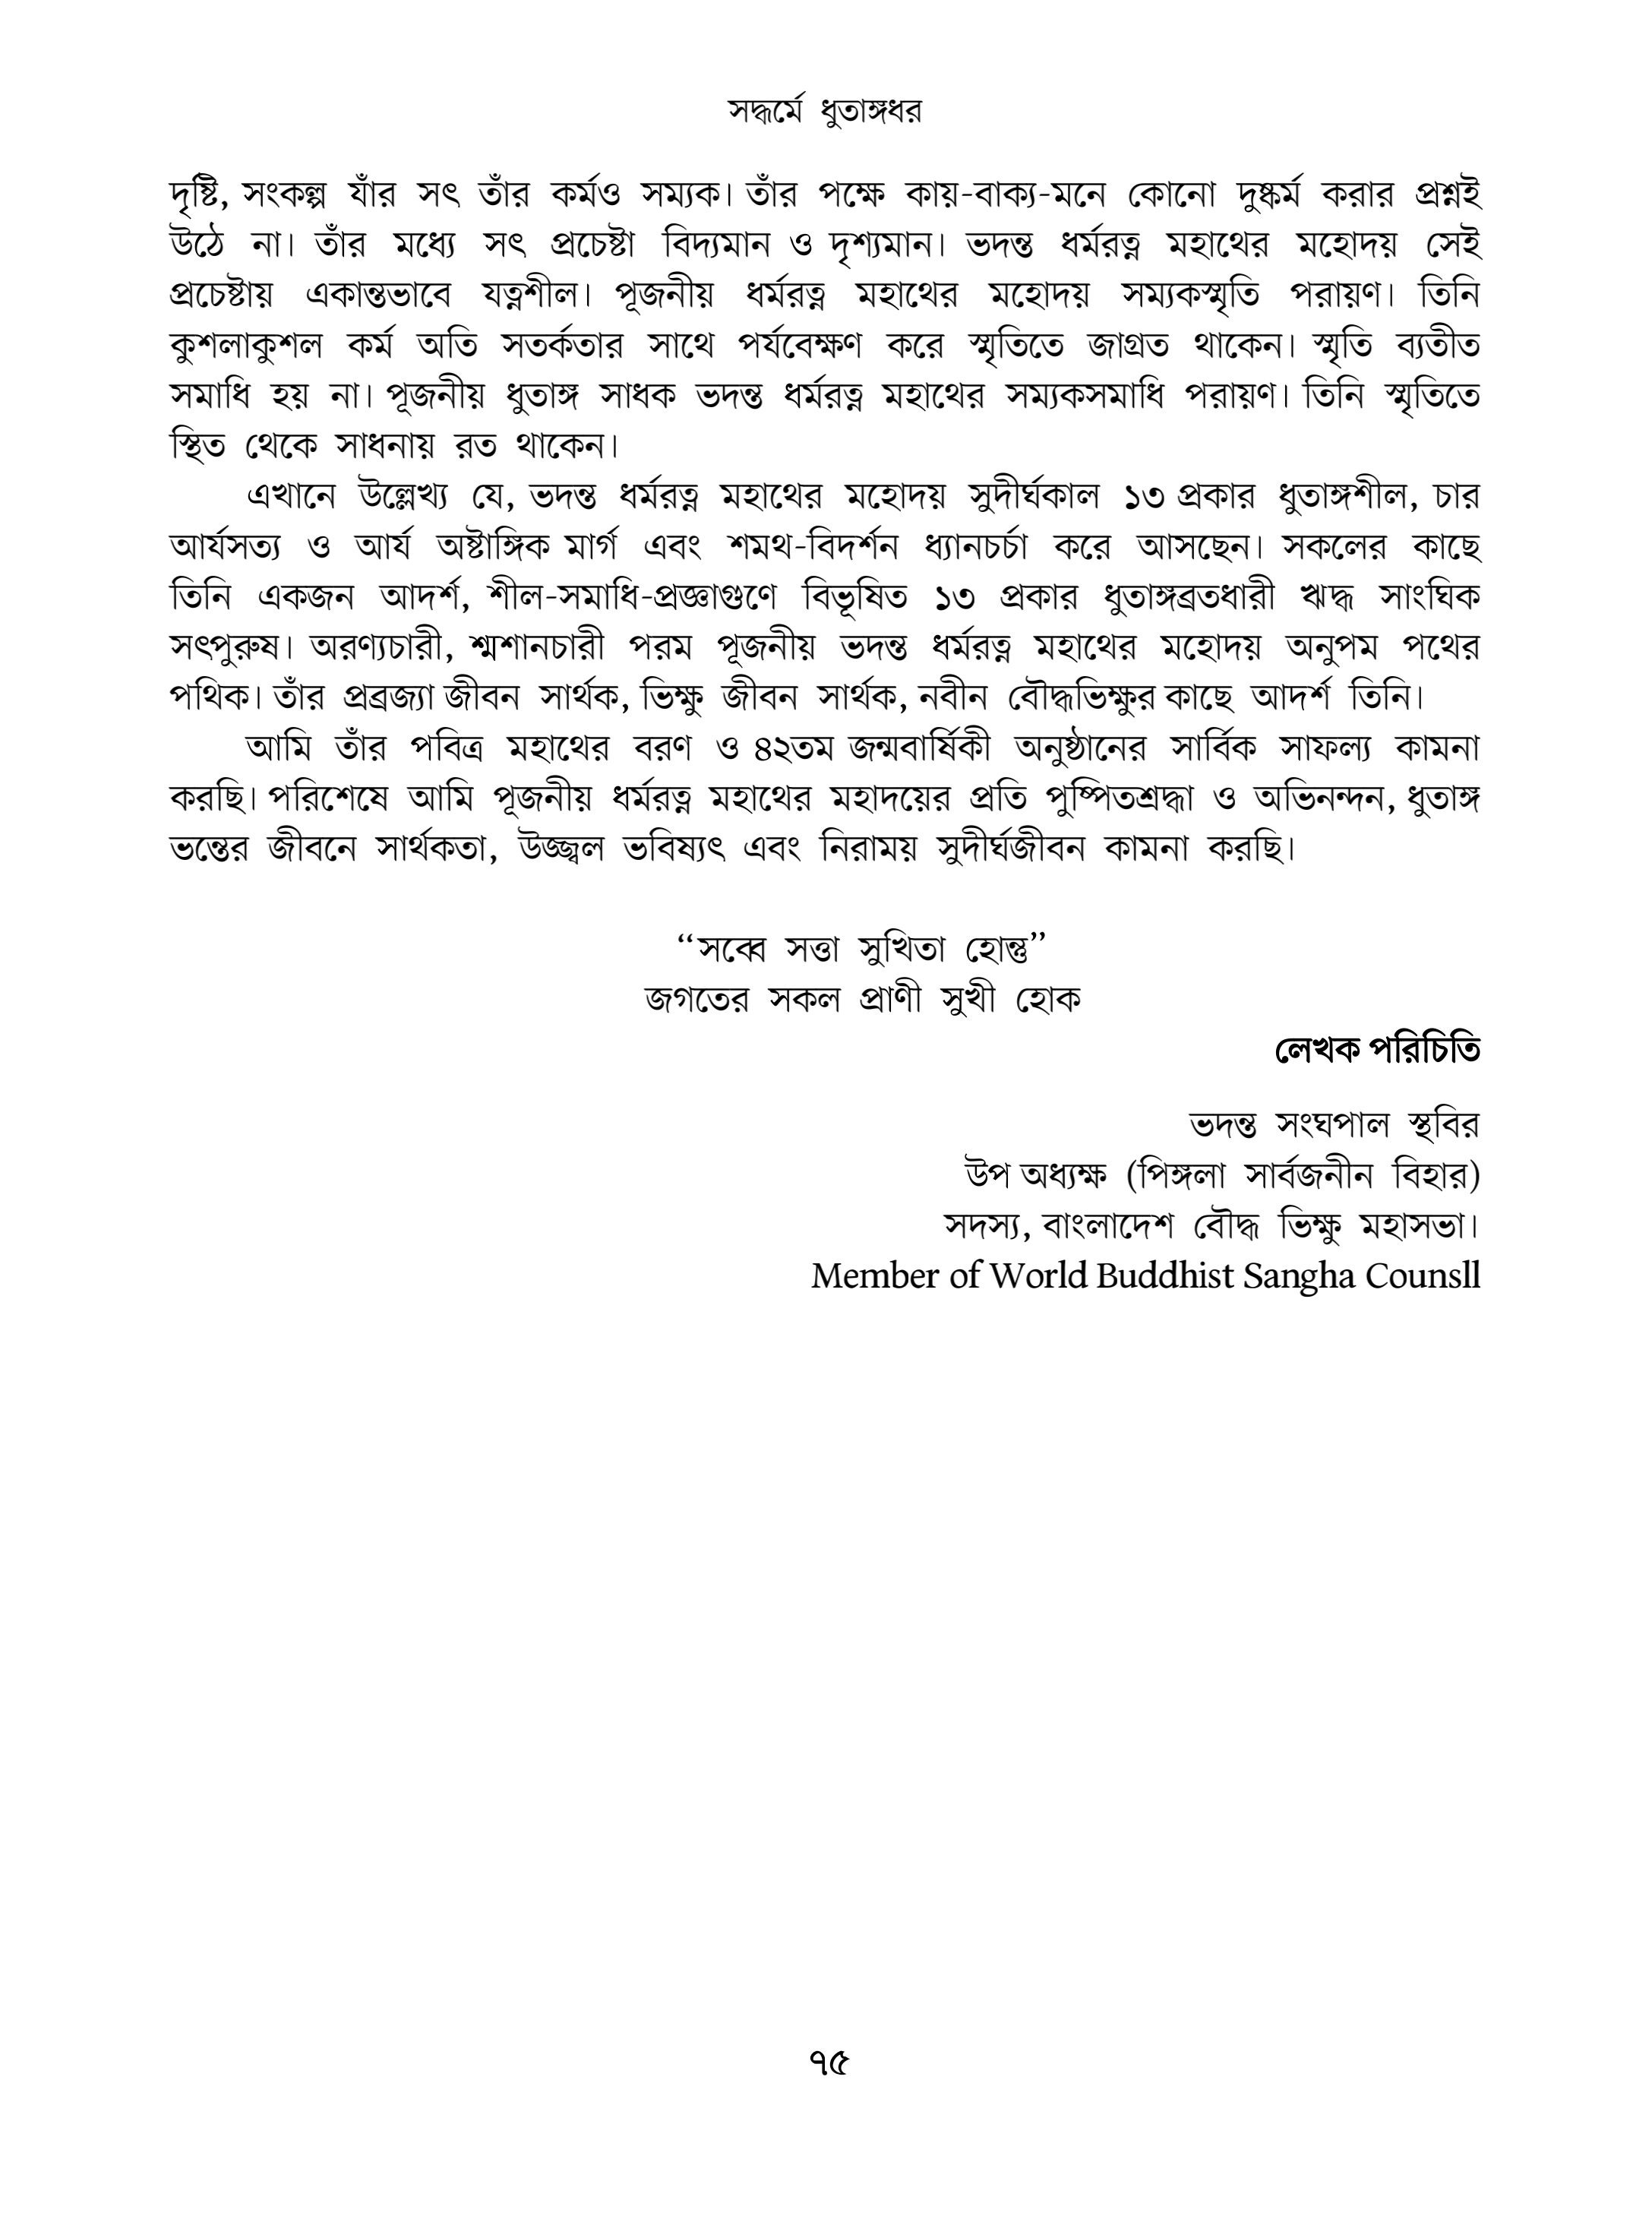 সদ্ধর্মে ধুতাঙ্গধর
দৃষ্টি, সংকল্প যাঁর সৎ তাঁর কর্মও সম্যক। তাঁর পক্ষে কায়-বাক্য-মনে কোনো দুষ্কর্ম করার প্রশ্নই
উঠে না। তাঁর মধ্যে সৎ প্রচেষ্টা বিদ্যমান ও দৃশ্যমান। ভদন্ত ধর্মরত্ন মহাথের মহোদয় সেই
প্রচেষ্টায় একান্তভাবে যত্নশীল। পূজনীয় ধর্মরত্ন মহাথের মহোদয় সম্যকস্মৃতি পরায়ণ। তিনি
কুশলাকুশল কর্ম অতি সতর্কতার সাথে পর্যবেক্ষণ করে স্মৃতিতে জাগ্রত থাকেন। স্মৃতি ব্যতীত
সমাধি হয় না। পূজনীয় ধুতাঙ্গ সাধক ভদন্ত ধর্মরত্ন মহাথের সম্যকসমাধি পরায়ণ। তিনি স্মৃতিতে
স্থিত থেকে সাধনায় রত থাকেন।
এখানে উল্লেখ্য যে, ভদন্ত ধর্মরত্ন মহাথের মহোদয় সুদীর্ঘকাল ১৩ প্রকার ধুতাঙ্গশীল, চার
আর্যসত্য ও আর্য অষ্টাঙ্গিক মার্গ এবং শমথ-বিদর্শন ধ্যানচর্চা করে আসছেন। সকলের কাছে
তিনি একজন আদর্শ, শীল-সমাধি-প্রজ্ঞাগুণে বিভূষিত ১৩ প্রকার ধুতাঙ্গব্রতধারী ঋদ্ধ সাংঘিক
সৎপুরুষ। অরণ্যচারী, শ্মশানচারী পরম পূজনীয় ভদন্ত ধর্মরত্ন মহাথের মহোদয় অনুপম পথের
পথিক। তাঁর প্রব্রজ্যা জীবন সার্থক, ভিক্ষু জীবন সার্থক, নবীন বৌদ্ধভিক্ষুর কাছে আদর্শ তিনি।
আমি তাঁর পবিত্র মহাথের বরণ ও ৪২তম জন্মবার্ষিকী অনুষ্ঠানের সার্বিক সাফল্য কামনা
করছি। পরিশেষে আমি পূজনীয় ধর্মরত্ন মহাথের মহাদয়ের প্রতি পুষ্পিতশ্রদ্ধা ও অভিনন্দন, ধুতাঙ্গ
ভন্তের জীবনে সার্থকতা, উজ্জ্বল ভবিষ্যৎ এবং নিরাময় সুদীর্ঘজীবন কামনা করছি।
“সব্বে সত্তা সুখিতা হোন্তু”
জগতের সকল প্রাণী সুখী হোক
লেখক পরিচিতি
ভদন্ত সংঘপাল স্থবির
উপ অধ্যক্ষ (পিঙ্গলা সার্বজনীন বিহার)
সদস্য, বাংলাদেশ বৌদ্ধ ভিক্ষু মহাসভা।
Member of World Buddhist Sangha Counsll
৭৫